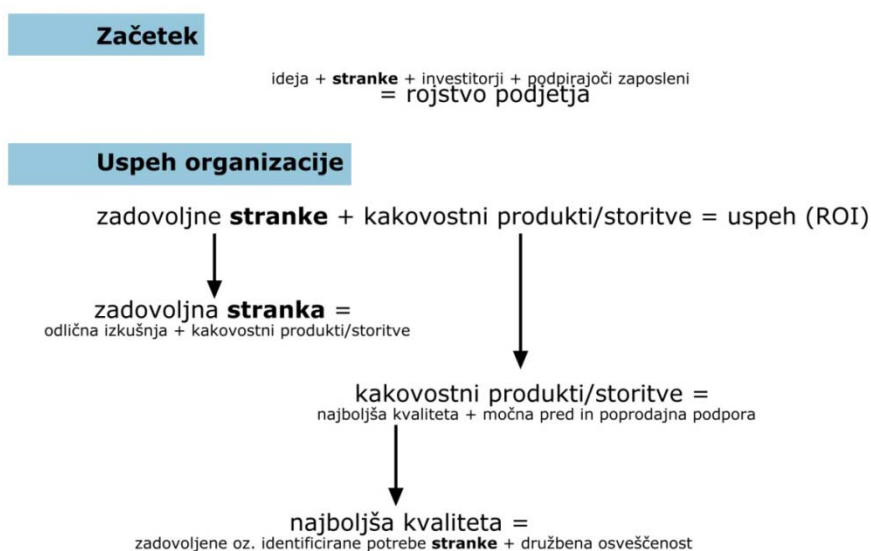 Začetek
ideja + stranke + investitorji + podpirajoči zaposleni
= rojstvo podjetja
Uspeh organizacije
zadovoljne stranke + kakovostni produkti/storitve = uspeh (ROI)
zadovoljna stranka =
odlična izkušnja + kakovostni produkti/storitve
kakovostni produkti/storitve =
najboljša kvaliteta + močna pred in poprodajna podpora
najboljša kvaliteta =
zadovoljene oz. identificirane potrebe stranke + družbena osveščenost